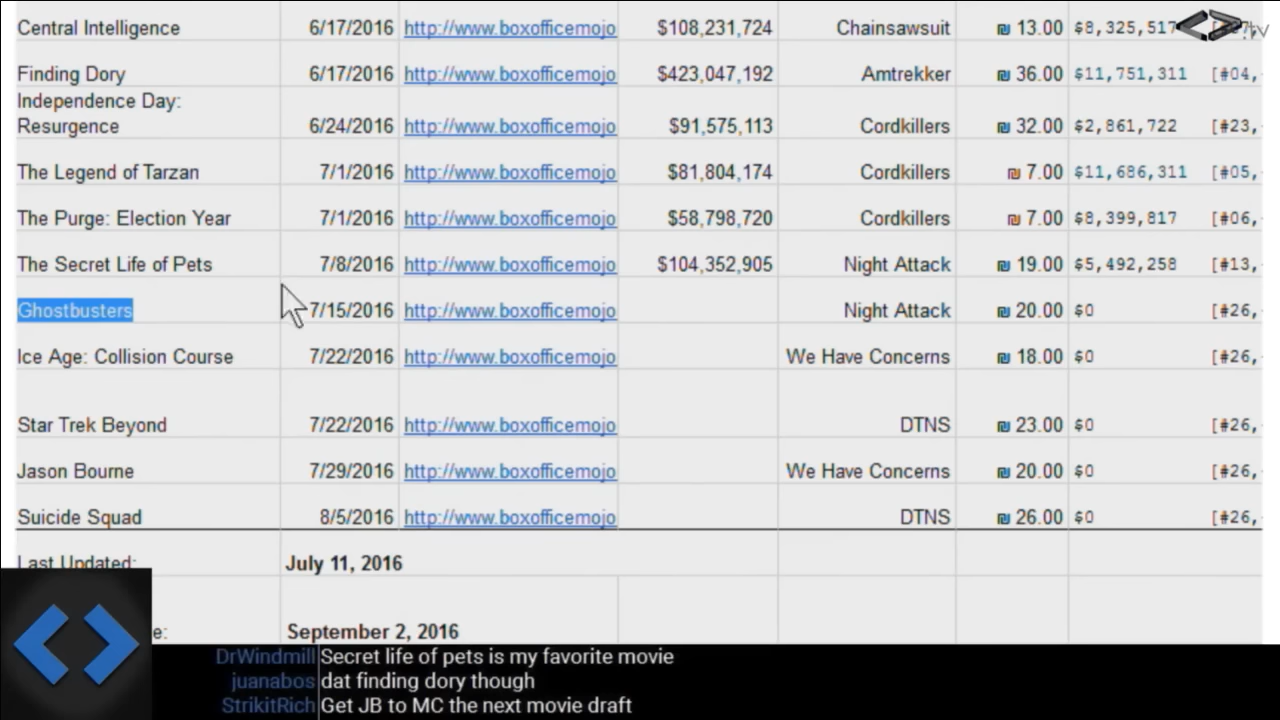 Central Intelligence 6/17/2016 http://www.boxofficemojo $108,231,724 Chainsawsuit ₪ 13.00 $8,325,517
.tv
Finding Dory 6/17/2016 http://www.boxofficemojo $423,047,192 Amtrekker ₪ 36.00 $11,751,311 [#04,
Independence Day:
Resurgence 6/24/2016 http://www.boxofficemojo $91,575,113 Cordkillers ₪ 32.00 $2,861,722 [#23,
The Legend of Tarzan 7/1/2016 http://www.boxofficemojo $81,804,174 Cordkillers ₪ 7.00 $11,686,311 [#05,
The Purge: Election Year 7/1/2016 http://www.boxofficemojo $58,798,720 Cordkillers ₪ 7.00 $8,399,817 [#06,
The Secret Life of Pets 7/8/2016 http://www.boxofficemojo $104,352,905 Night Attack ₪ 19.00 $5,492,258 [#13,
Ghostbusters 7/15/2016 http://www.boxofficemojo Night Attack ₪ 20.00 $0 [#26,
Ice Age: Collision Course 7/22/2016 http://www.boxofficemojo We Have Concerns ₪ 18.00 $0 [#26,
Star Trek Beyond 7/22/2016 http://www.boxofficemojo DTNS ₪ 23.00 $0 [#26,
Jason Bourne 7/29/2016 http://www.boxofficemojo We Have Concerns ₪ 20.00 $0 [#26,
Suicide Squad 8/5/2016 http://www.boxofficemojo DTNS ₪ 26.00 $0 [#26,
Last Updated: July 11, 2016
e: September 2, 2016
DrWindmill Secret life of pets is my favorite movie
juanabos dat finding dory though
StrikitRich Get JB to MC the next movie draft